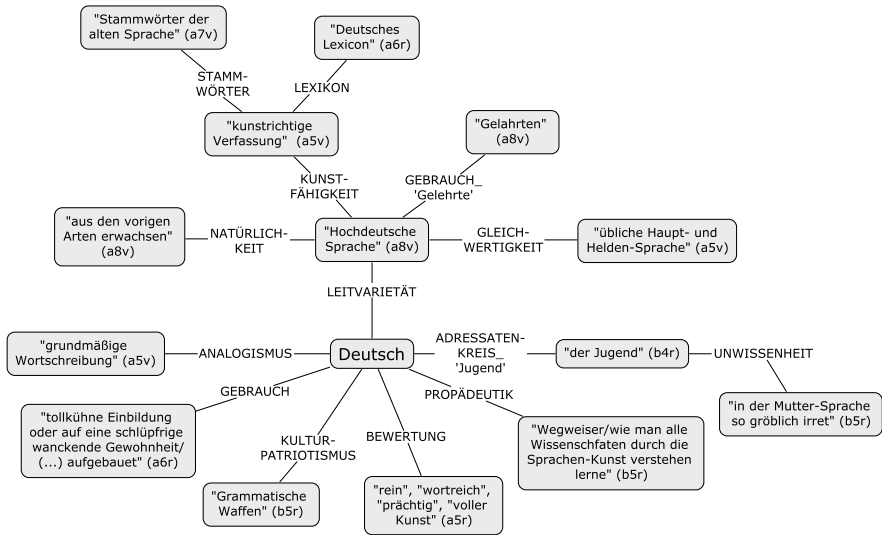 "Stammwörter der
alten Sprache" (a7v)
"Deutsches
Lexicon" (a6r)
STAMM-
WÖRTER
LEXIKON
"kunstrichtige
Verfassung" (a5v)
"Gelahrten"
(a8v)
KUNST-
FÄHIGKEIT
GEBRAUCH_
'Gelehrte'
"aus den vorigen
Arten erwachsen"
(a8v)
NATÜRLICH-
KEIT
"Hochdeutsche
Sprache" (a8v)
GLEICH-
WERTIGKEIT
"übliche Haupt- und
Helden-Sprache" (a5v)
LEITVARIETÄT
"grundmäßige
Wortschreibung" (a5v)
ANALOGISMUS
Deutsch
ADRESSATEN-
KREIS_
'Jugend'
"der Jugend" (b4r)
UNWISSENHEIT
"in der Mutter-Sprache
so gröblich irret" (b5r)
GEBRAUCH
"tollkühne Einbildung
oder auf eine schlüpfrige
wanckende Gewohnheit/
(...) aufgebauet" (a6r)
KULTUR-
PATRIOTISMUS
"Grammatische
Waffen" (b5r)
BEWERTUNG
"rein", "wortreich",
"prächtig", "voller
Kunst" (a5r)
PROPÄDEUTIK
"Wegweiser/wie man alle
Wissenschfaten durch die
Sprachen-Kunst verstehen
lerne" (b5r)